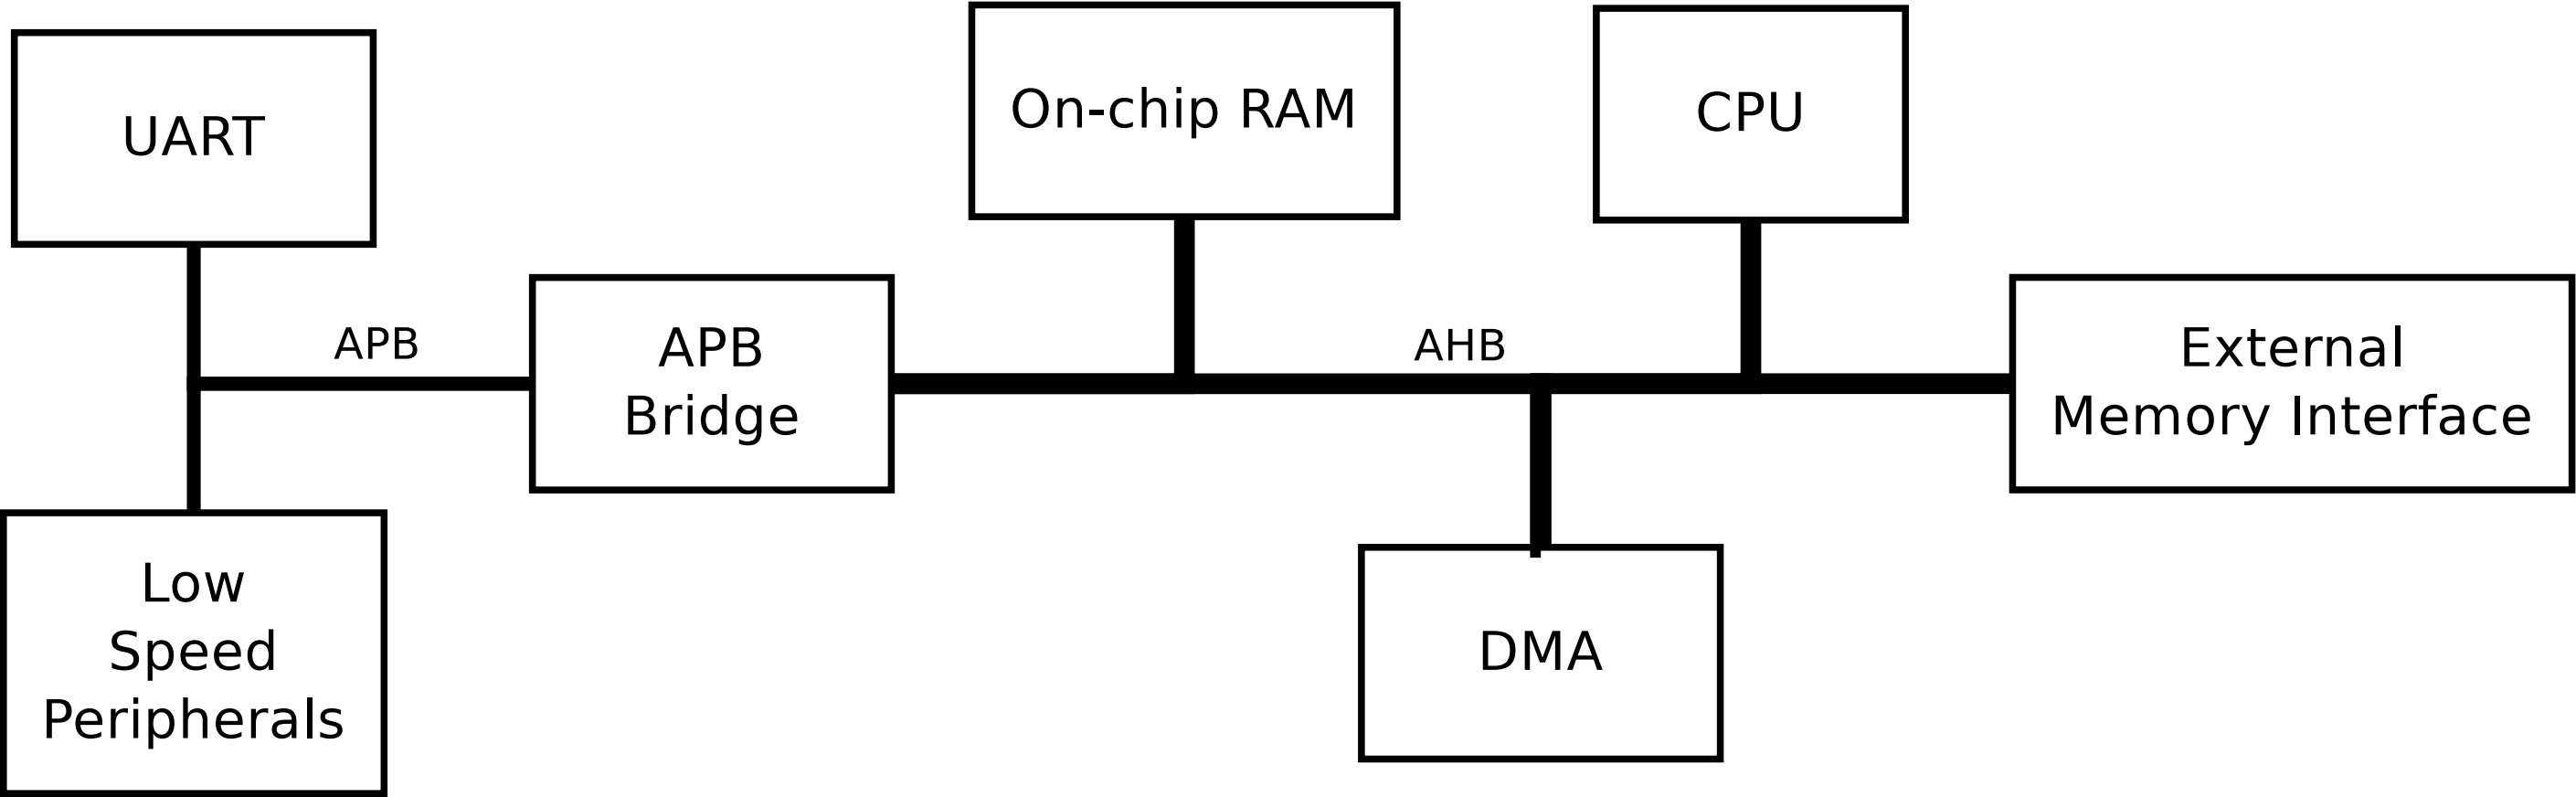 UART
On-chip RAM
CPU
APB
APB
Bridge
AHB
External
Memory Interface
Low
Speed
Peripherals
DMA